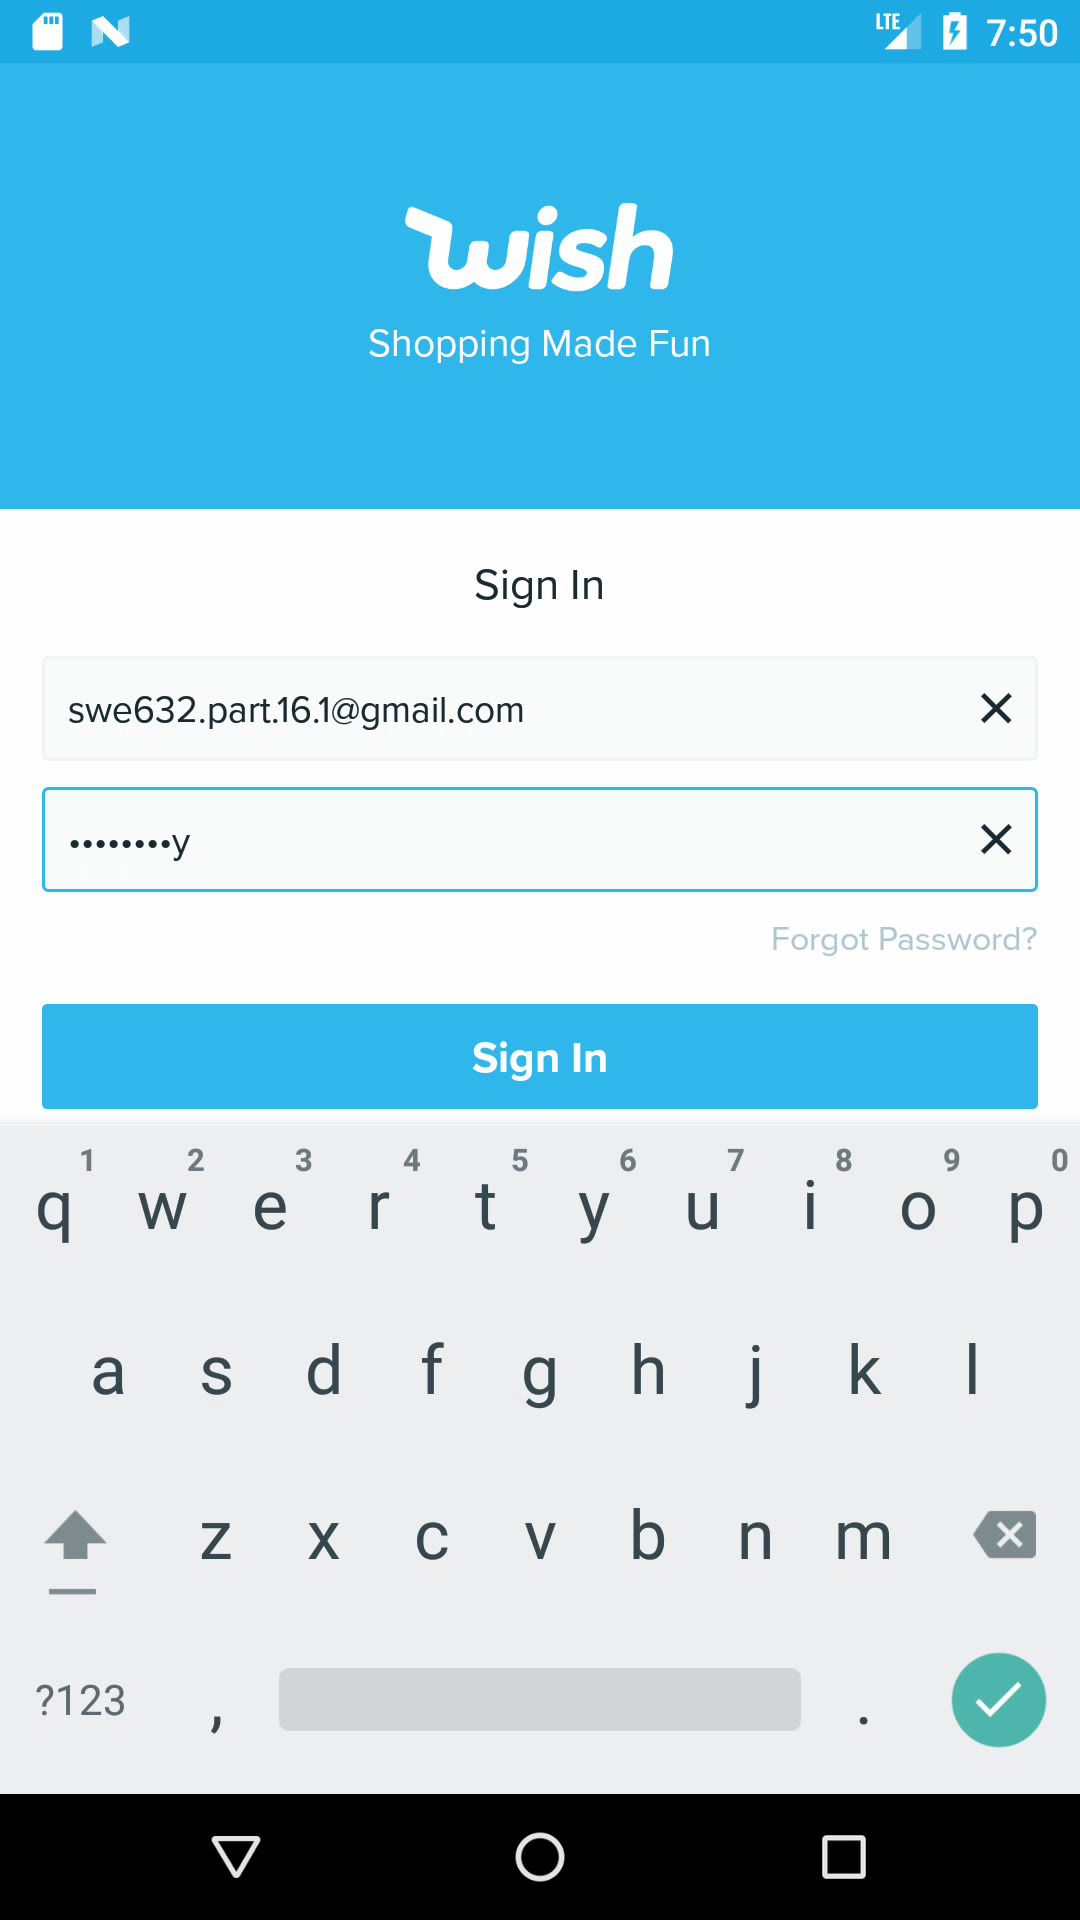 LTE 7:50
wish
Shopping Made Fun
Sign In
swe632.part.16.1@gmail.com
••••••••y
Forgot Password?
Sign In
1 2 3 4 5 6 7 8 9 0
q w e r t y u i o p
a s d f g h j k l
z x c v b n m
?123 , .